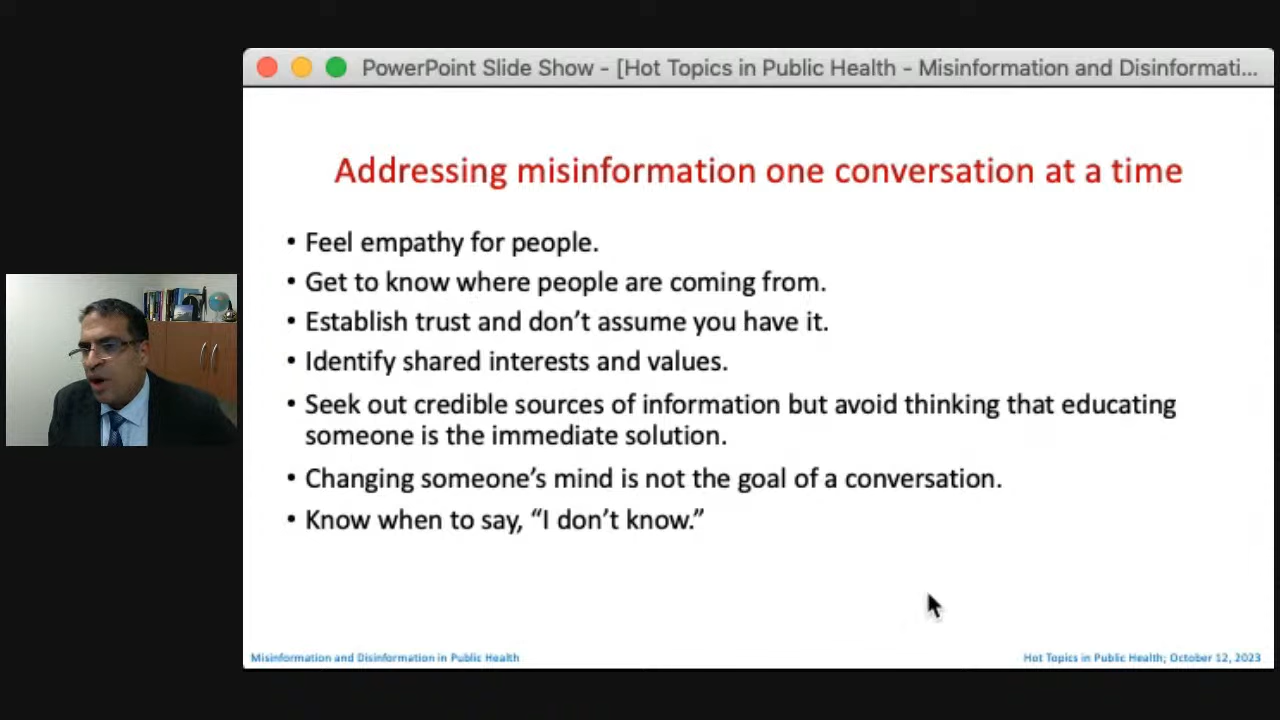 PowerPoint Slide Show - [Hot Topics in Public Health - Misinformation and Disinformati...
Addressing misinformation one conversation at a time
• Feel empathy for people.
• Get to know where people are coming from.
• Establish trust and don’t assume you have it.
• Identify shared interests and values.
• Seek out credible sources of information but avoid thinking that educating
someone is the immediate solution.
• Changing someone’s mind is not the goal of a conversation.
• Know when to say, “I don’t know.”
Misinformation and Disinformation in Public Health
Hot Topics in Public Health; October 12, 2023